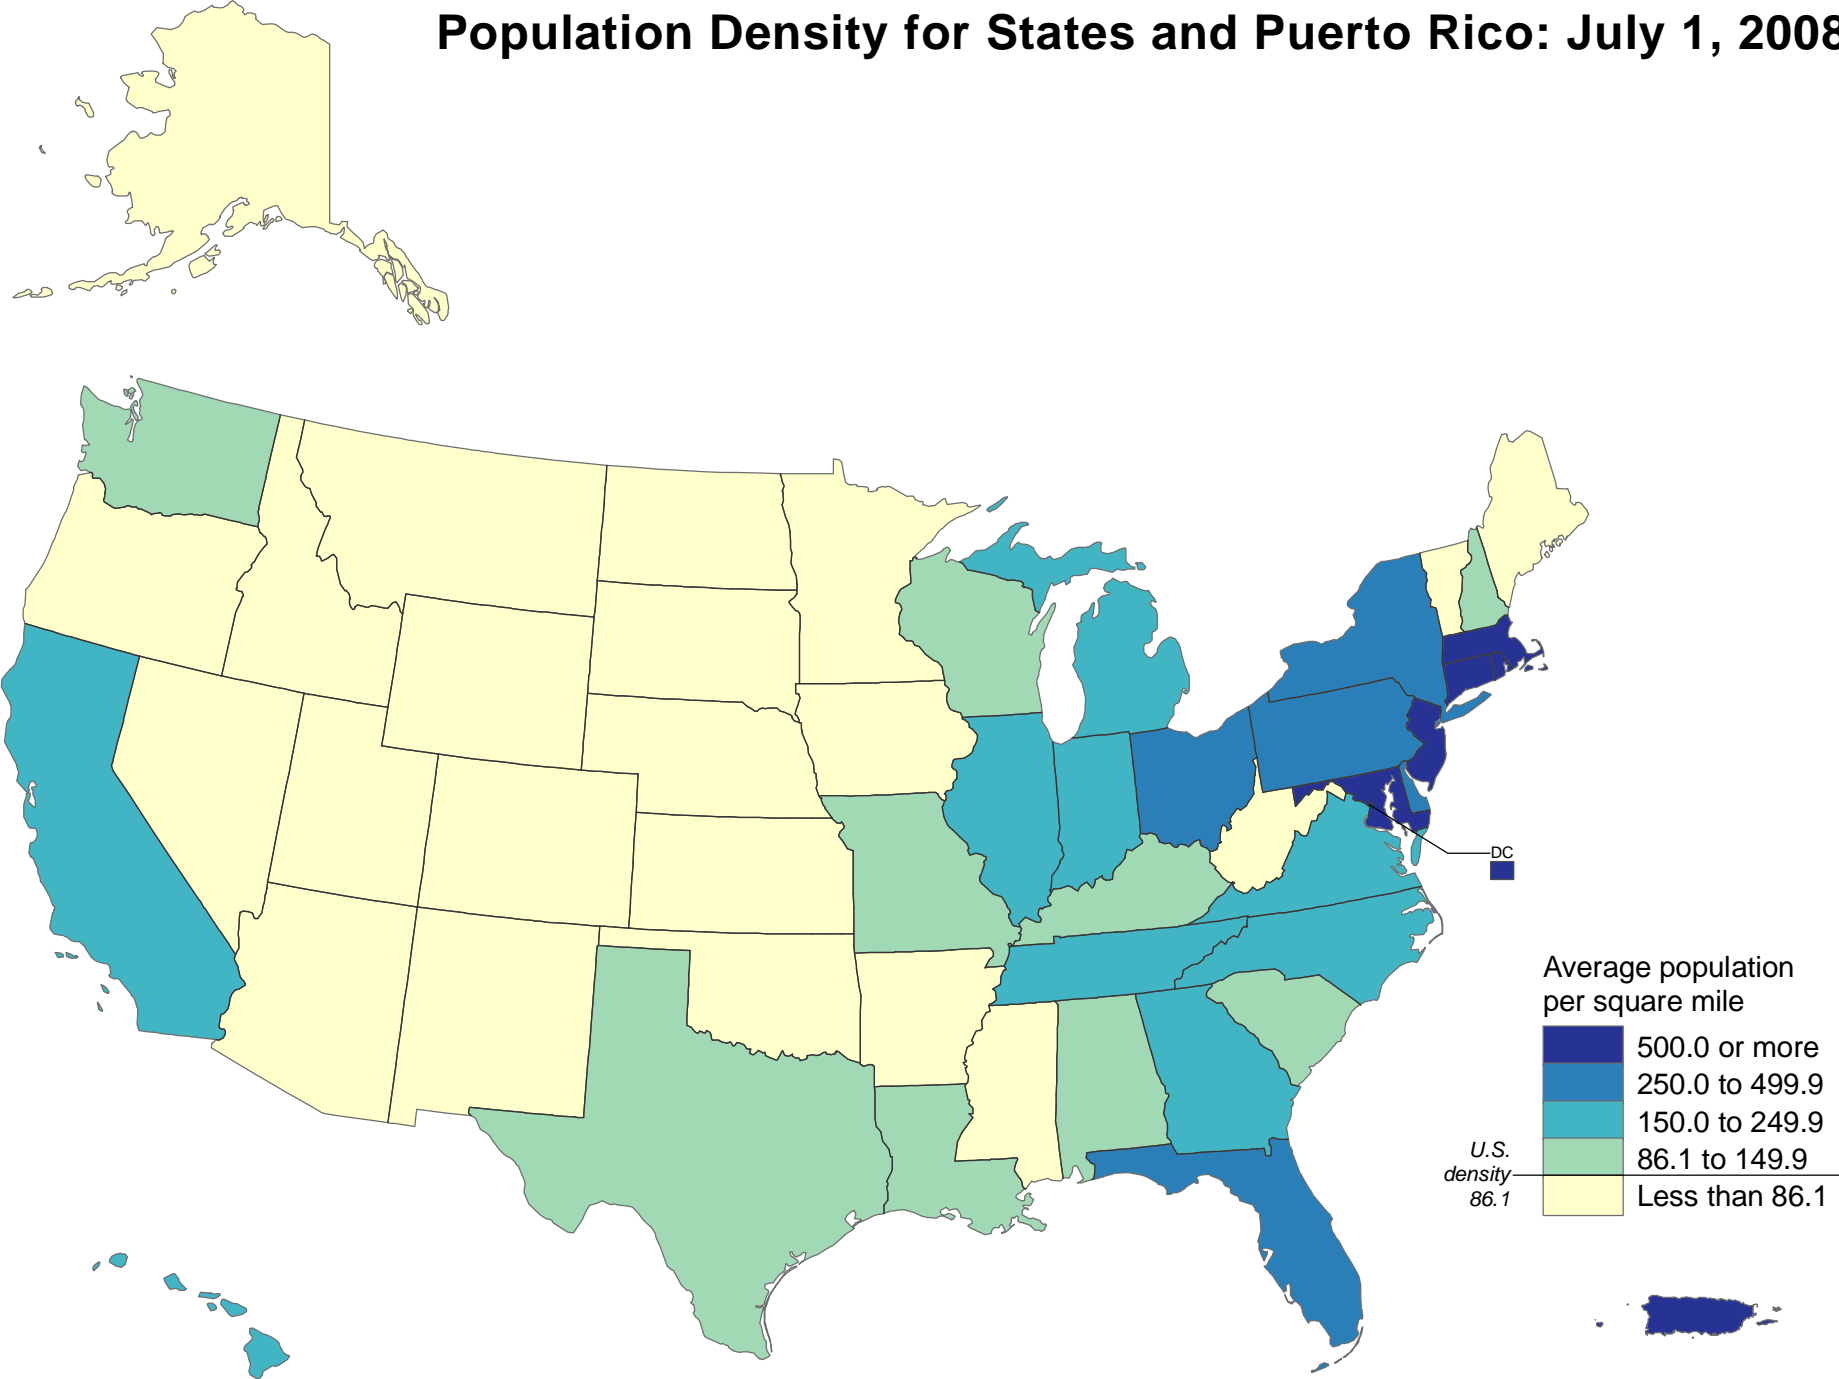 Population Density for States and Puerto Rico: July 1, 2008
DC
Average population
per square mile
500.0 or more
250.0 to 499.9
150.0 to 249.9
86.1 to 149.9
Less than 86.1
U.S.
density
86.1